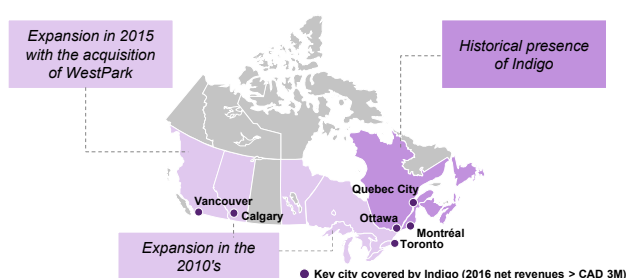 Expansion in 2015
with the acquisition
of WestPark
Historical presence
of Indigo
Quebec City
Vancouver
Calgary
Ottawa
Montréal
Toronto
Expansion in the
2010's
Key city covered by Indigo (2016 net revenues > CAD 3M)